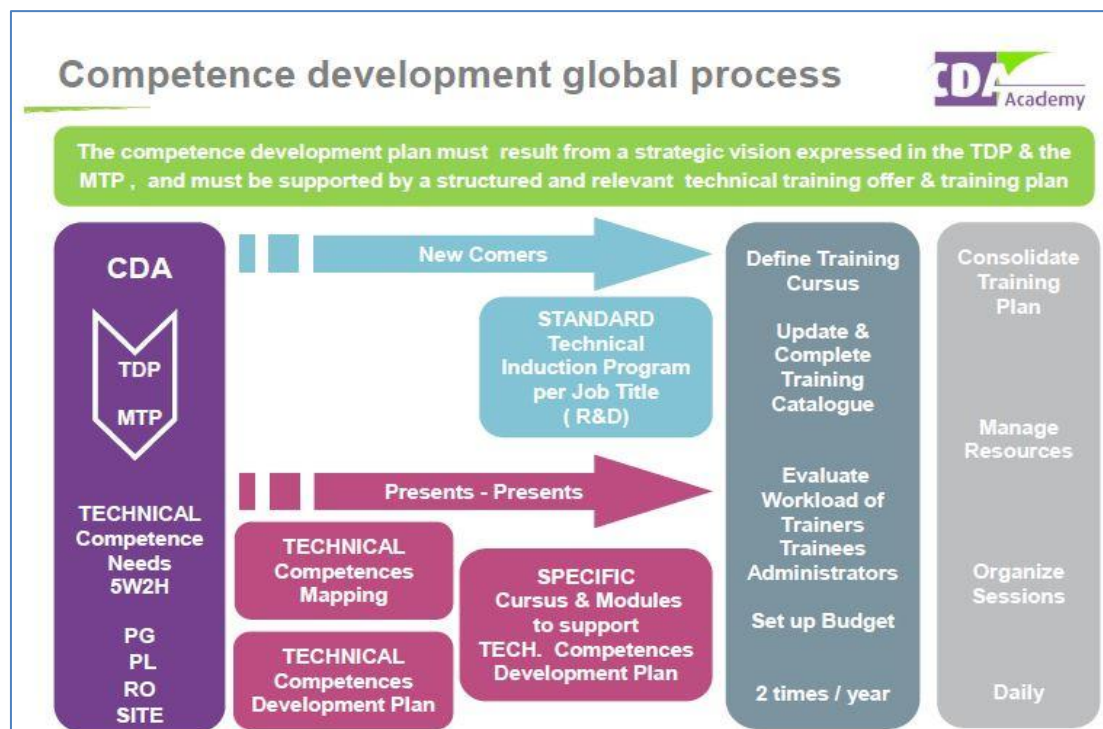 Competence development global process
CDA
Academy
The competence development plan must result from a strategic vision expressed in the TDP & the
MTP , and must be supported by a structured and relevant technical training offer & training plan
CDA
TDP
MTP
TECHNICAL
Competence
Needs
5W2H
PG
PL
RO
SITE
New Comers
STANDARD
Technical
Induction Program
per Job Title
( R&D)
Presents - Presents
TECHNICAL
Competences
Mapping
TECHNICAL
Competences
Development Plan
SPECIFIC
Cursus & Modules
to support
TECH. Competences
Development Plan
Define Training
Cursus
Update &
Complete
Training
Catalogue
Evaluate
Workload of
Trainers
Trainees
Administrators
Set up Budget
2 times / year
Consolidate
Training
Plan
Manage
Resources
Organize
Sessions
Daily